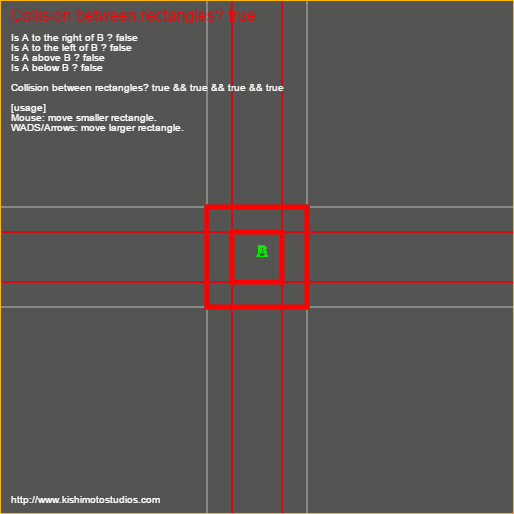 Collision between rectangles? true
Is A to the right of B ? false
Is A to the left of B ? false
Is A above B ? false
Is A below B ? false
Collision between rectangles? true && true && true && true
[usage]
Mouse: move smaller rectangle.
WADS/Arrows: move larger rectangle.
http://www.kishimotostudios.com